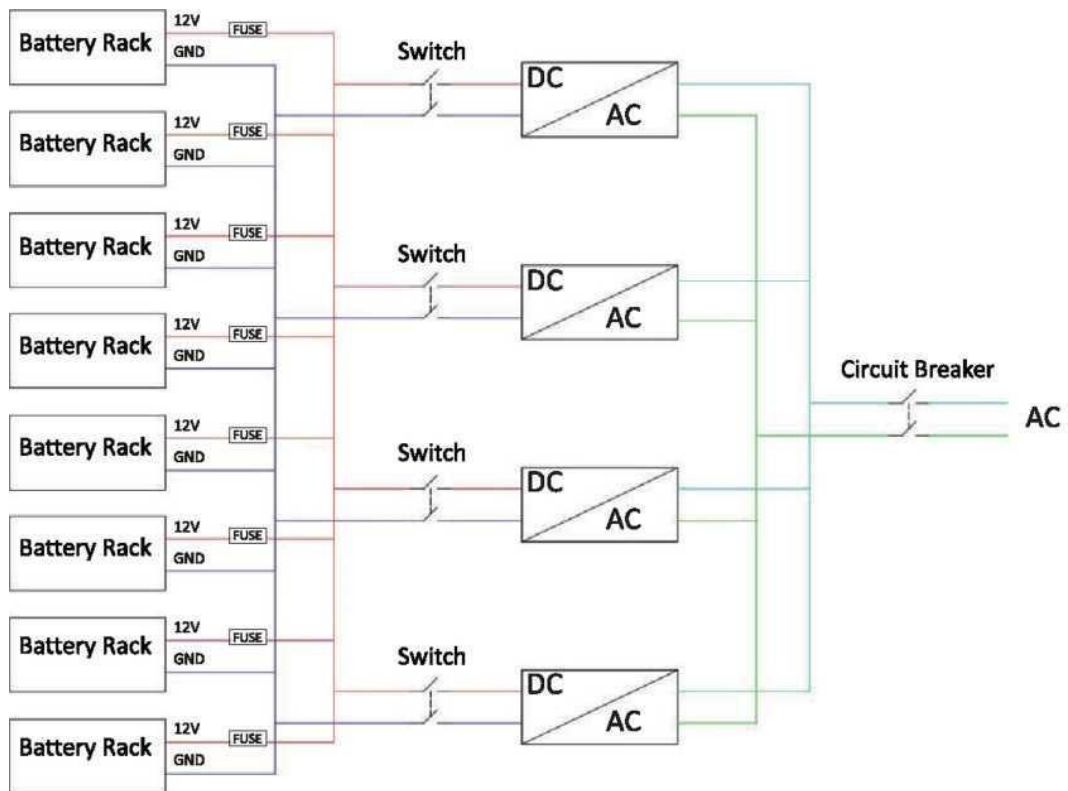 12V
FUSE
Battery Rack
GND
Switch
DC
AC
12V
FUSE
Battery Rack
GND
12V
FUSE
Battery Rack
GND
Switch
DC
AC
12V
FUSE
Battery Rack
GND
Circuit Breaker
AC
12V
FUSE
Battery Rack
GND
Switch
DC
AC
12V
FUSE
Battery Rack
GND
12V
FUSE
Battery Rack
GND
Switch
DC
AC
12V
FUSE
Battery Rack
GND